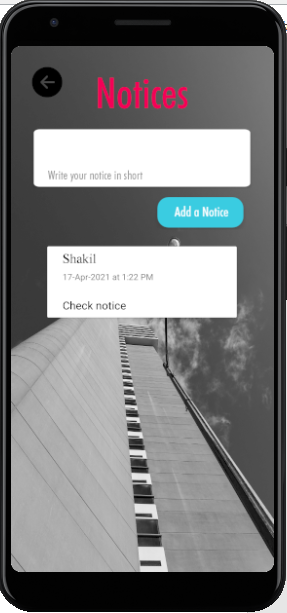 Notices
Write your notice in short
Add a Notice
Shakil
17-Apr-2021 at 1:22 PM
Check notice